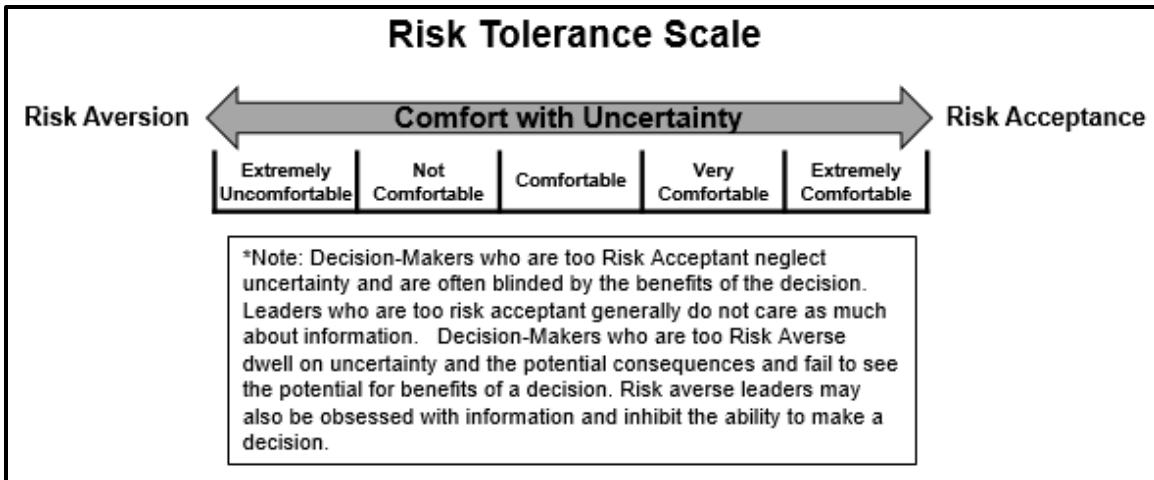 Risk Tolerance Scale
Risk Aversion
Comfort with Uncertainty
Risk Acceptance
Extremely
Uncomfortable
Not
Comfortable
Comfortable
Very
Comfortable
Extremely
Comfortable
*Note: Decision-Makers who are too Risk Acceptant neglect
uncertainty and are often blinded by the benefits of the decision.
Leaders who are too risk acceptant generally do not care as much
about information.   Decision-Makers who are too Risk Averse
dwell on uncertainty and the potential consequences and fail to see
the potential for benefits of a decision. Risk averse leaders may
also be obsessed with information and inhibit the ability to make a
decision.